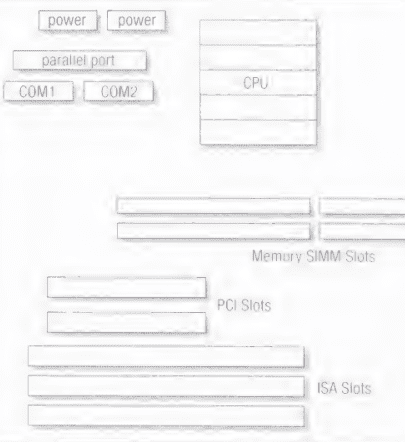 power power
parallel port
COM1 COM2
CPU
Memory SIMM Slots
PCI Slots
ISA Slots